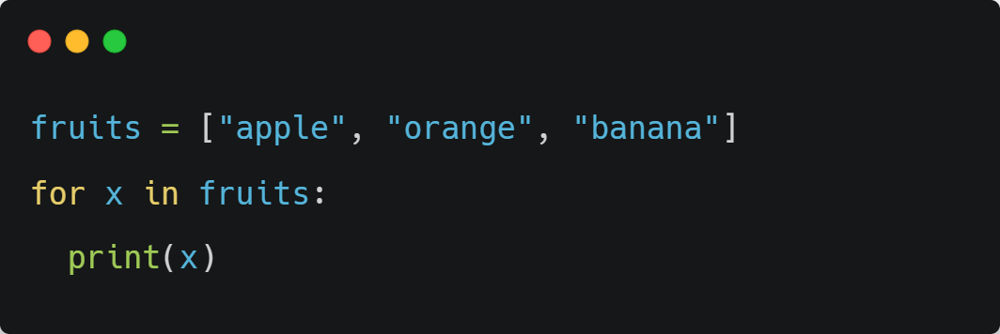 fruits = ["apple", "orange", "banana"]
for x in fruits:
  print(x)